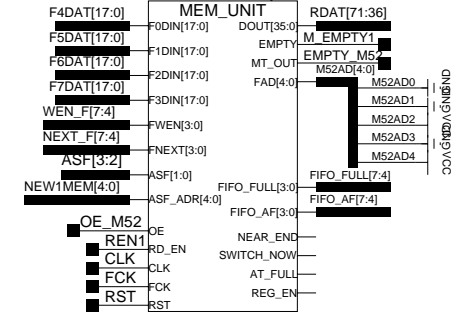 MEM_UNIT
F4DAT[17:0]
F0DIN[17:0]
F5DAT[17:0]
F1DIN[17:0]
F6DAT[17:0]
F2DIN[17:0]
F7DAT[17:0]
F3DIN[17:0]
WEN_F[7:4]
FWEN[3:0]
NEXT_F[7:4]
FNEXT[3:0]
ASF[3:2]
ASF[1:0]
NEW1MEM[4:0]
ASF_ADR[4:0]
OE_M52
OE
REN1
RD_EN
CLK
CLK
FCK
FCK
RST
RST
DOUT[35:0]
RDAT[71:36]
EMPTY
M_EMPTY1
MT_OUT
EMPTY_M52
FAD[4:0]
M52AD[4:0]
M52AD0
M52AD1
M52AD2
M52AD3
M52AD4
GND
VCC
FIFO_FULL[3:0]
FIFO_FULL[7:4]
FIFO_AF[3:0]
FIFO_AF[7:4]
NEAR_END
SWITCH_NOW
AT_FULL
REG_EN